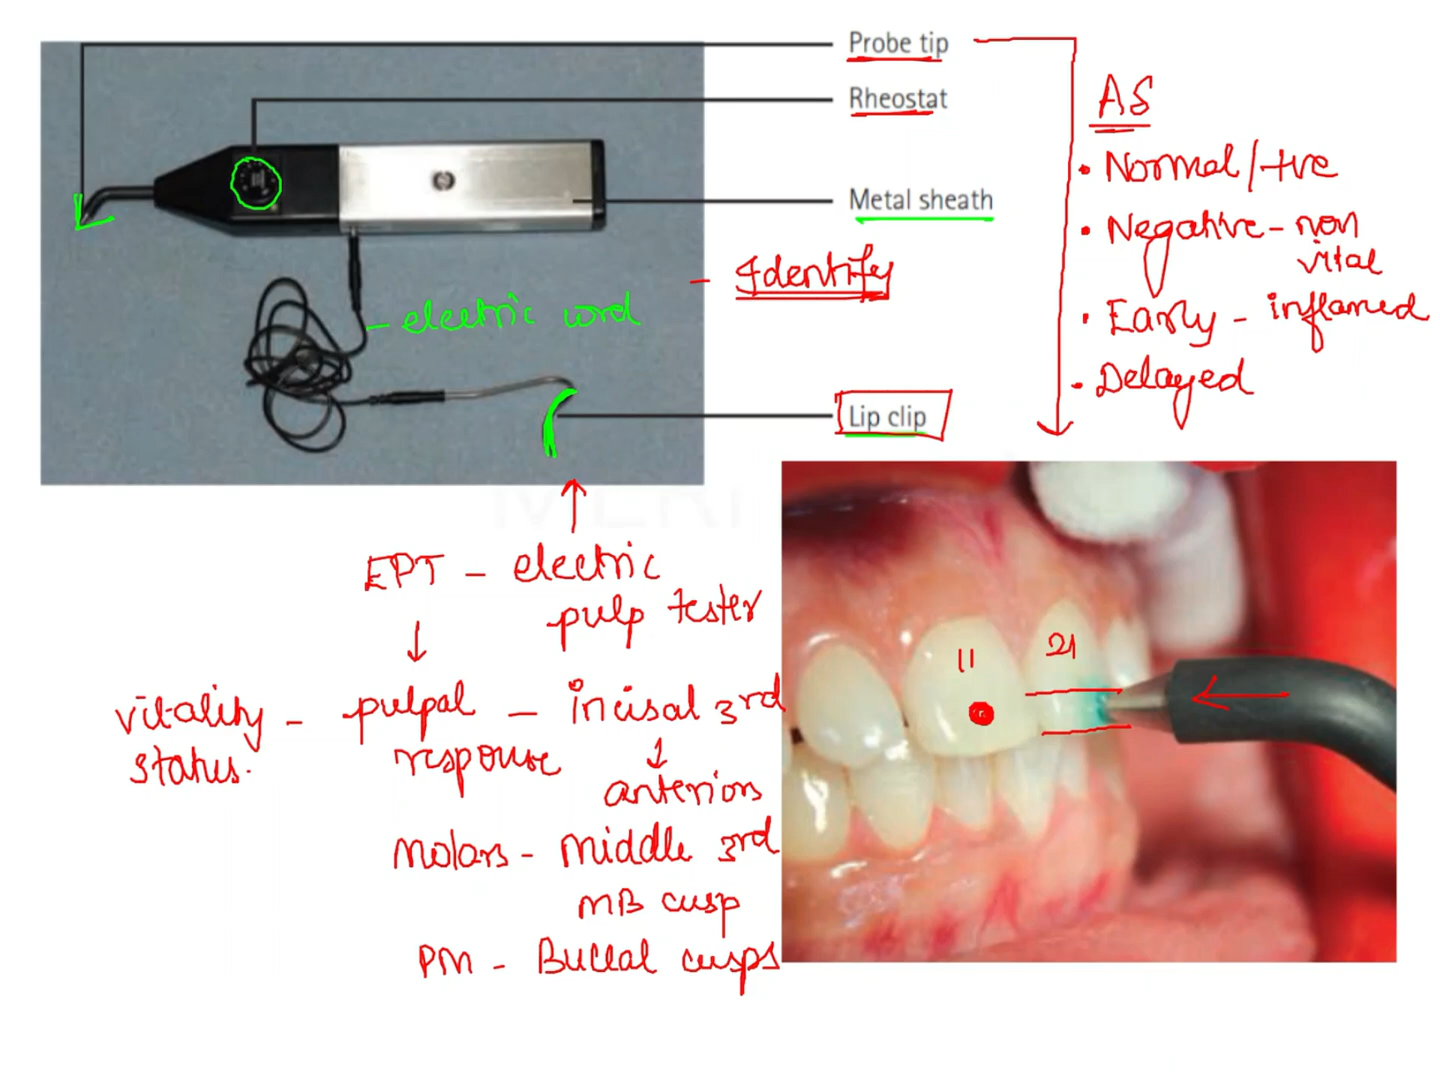 Probe tip
Rheostat
Metal sheath
Lip clip
electric cord
- Identify
Aδ
• Normal/+ve
• Negative - non
vital
• Early - inflamed
• Delayed
EPT - electric
pulp tester
vitality - pulpal - incisal 3rd
status. response
anteriors
Molars - Middle 3rd
MB cusp
PM - Buccal cusps
11
21